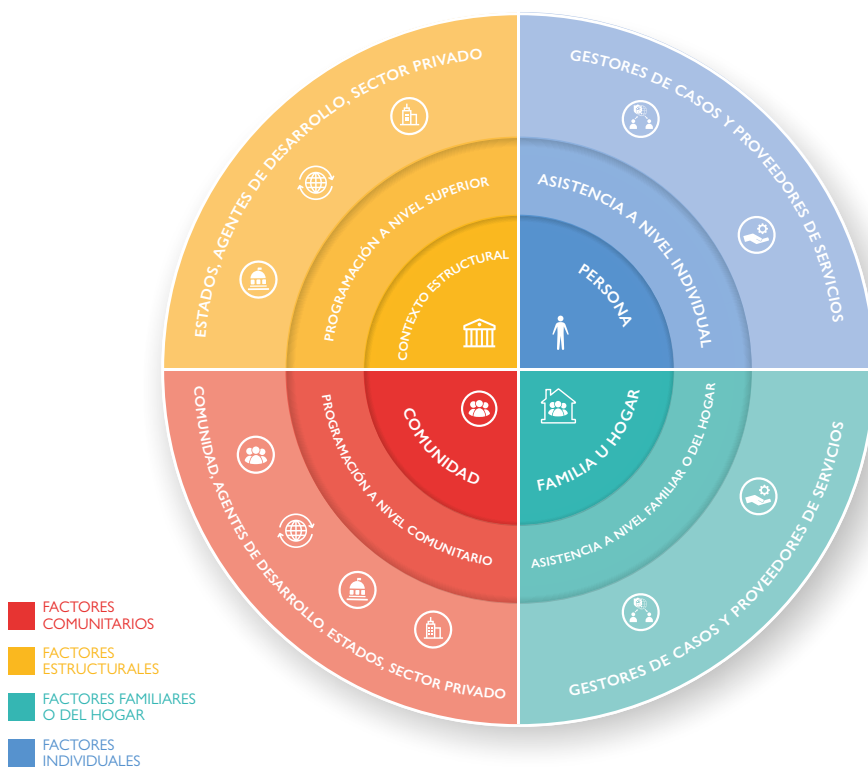 ESTADOS, AGENTES DE DESARROLLO, SECTOR PRIVADO
PROGRAMACIÓN A NIVEL SUPERIOR
CONTEXTO ESTRUCTURAL
GESTORES DE CASOS Y PROVEEDORES DE SERVICIOS
ASISTENCIA A NIVEL INDIVIDUAL
PERSONA
COMUNIDAD
PROGRAMACIÓN A NIVEL COMUNITARIO
COMUNIDAD, AGENTES DE DESARROLLO, ESTADOS, SECTOR PRIVADO
FAMILIA U HOGAR
ASISTENCIA A NIVEL FAMILIAR O DEL HOGAR
GESTORES DE CASOS Y PROVEEDORES DE SERVICIOS
FACTORES
COMUNITARIOS
FACTORES
ESTRUCTURALES
FACTORES FAMILIARES
O DEL HOGAR
FACTORES
INDIVIDUALES